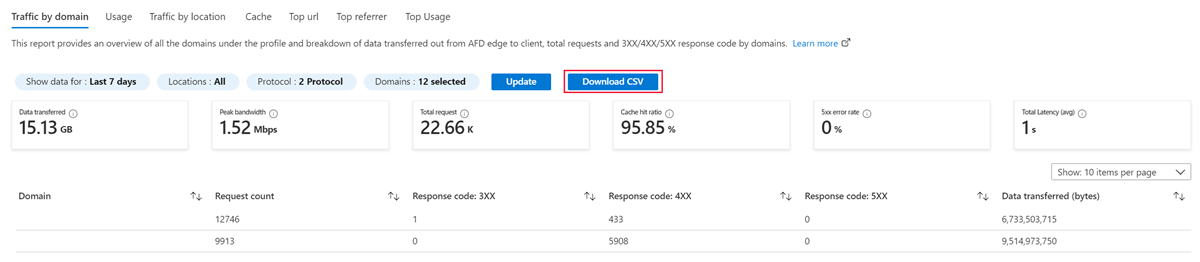 Traffic by domain Usage Traffic by location Cache Top url Top referrer Top Usage
This report provides an overview of all the domains under the profile and breakdown of data transferred out from AFD edge to client, total requests and 3XX/4XX/5XX response code by domains. Learn more
Show data for : Last 7 days Locations : All Protocol : 2 Protocol Domains : 12 selected Update Download CSV
Data transferred Peak bandwidth Total request Cache hit ratio 5xx error rate Total Latency (avg)
15.13 GB 1.52 Mbps 22.66 K 95.85 % 0 % 1 s
Show: 10 items per page
Domain Request count Response code: 3XX Response code: 4XX Response code: 5XX Data transferred (bytes)
12746 1 433 0 6,733,503,715
9913 0 5908 0 9,514,973,750